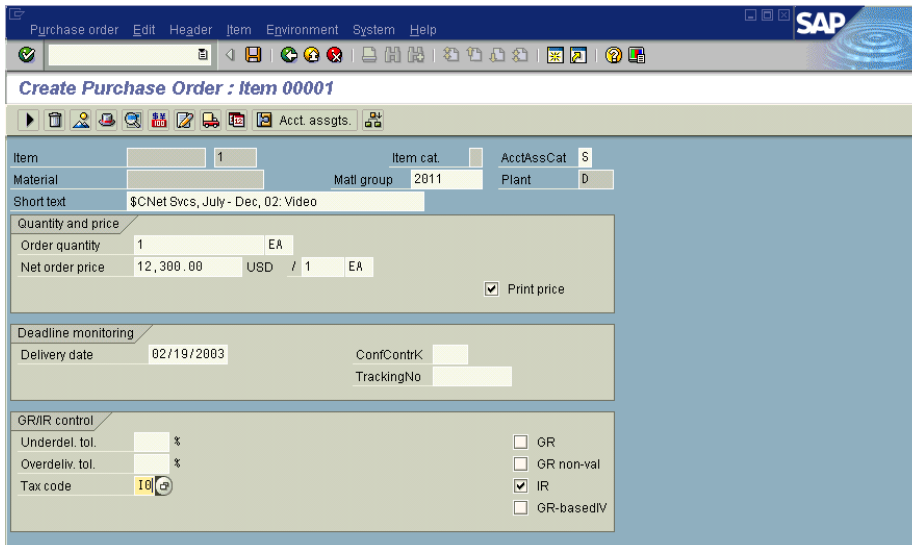 Purchase order Edit Header Item Environment System Help
SAP
Create Purchase Order : Item 00001
Acct. assgts.
Item 1 Item cat. AcctAssCat S
Material Matl group 2011 Plant D
Short text $CNet Svcs, July - Dec, 02: Video
Quantity and price
Order quantity 1 EA
Net order price 12,300.00 USD / 1 EA
Print price
Deadline monitoring
Delivery date 02/19/2003 ConfContrK
TrackingNo
GR/IR control
Underdel. tol. % GR
Overdeliv. tol. % GR non-val
Tax code I0 IR
GR-basedIV